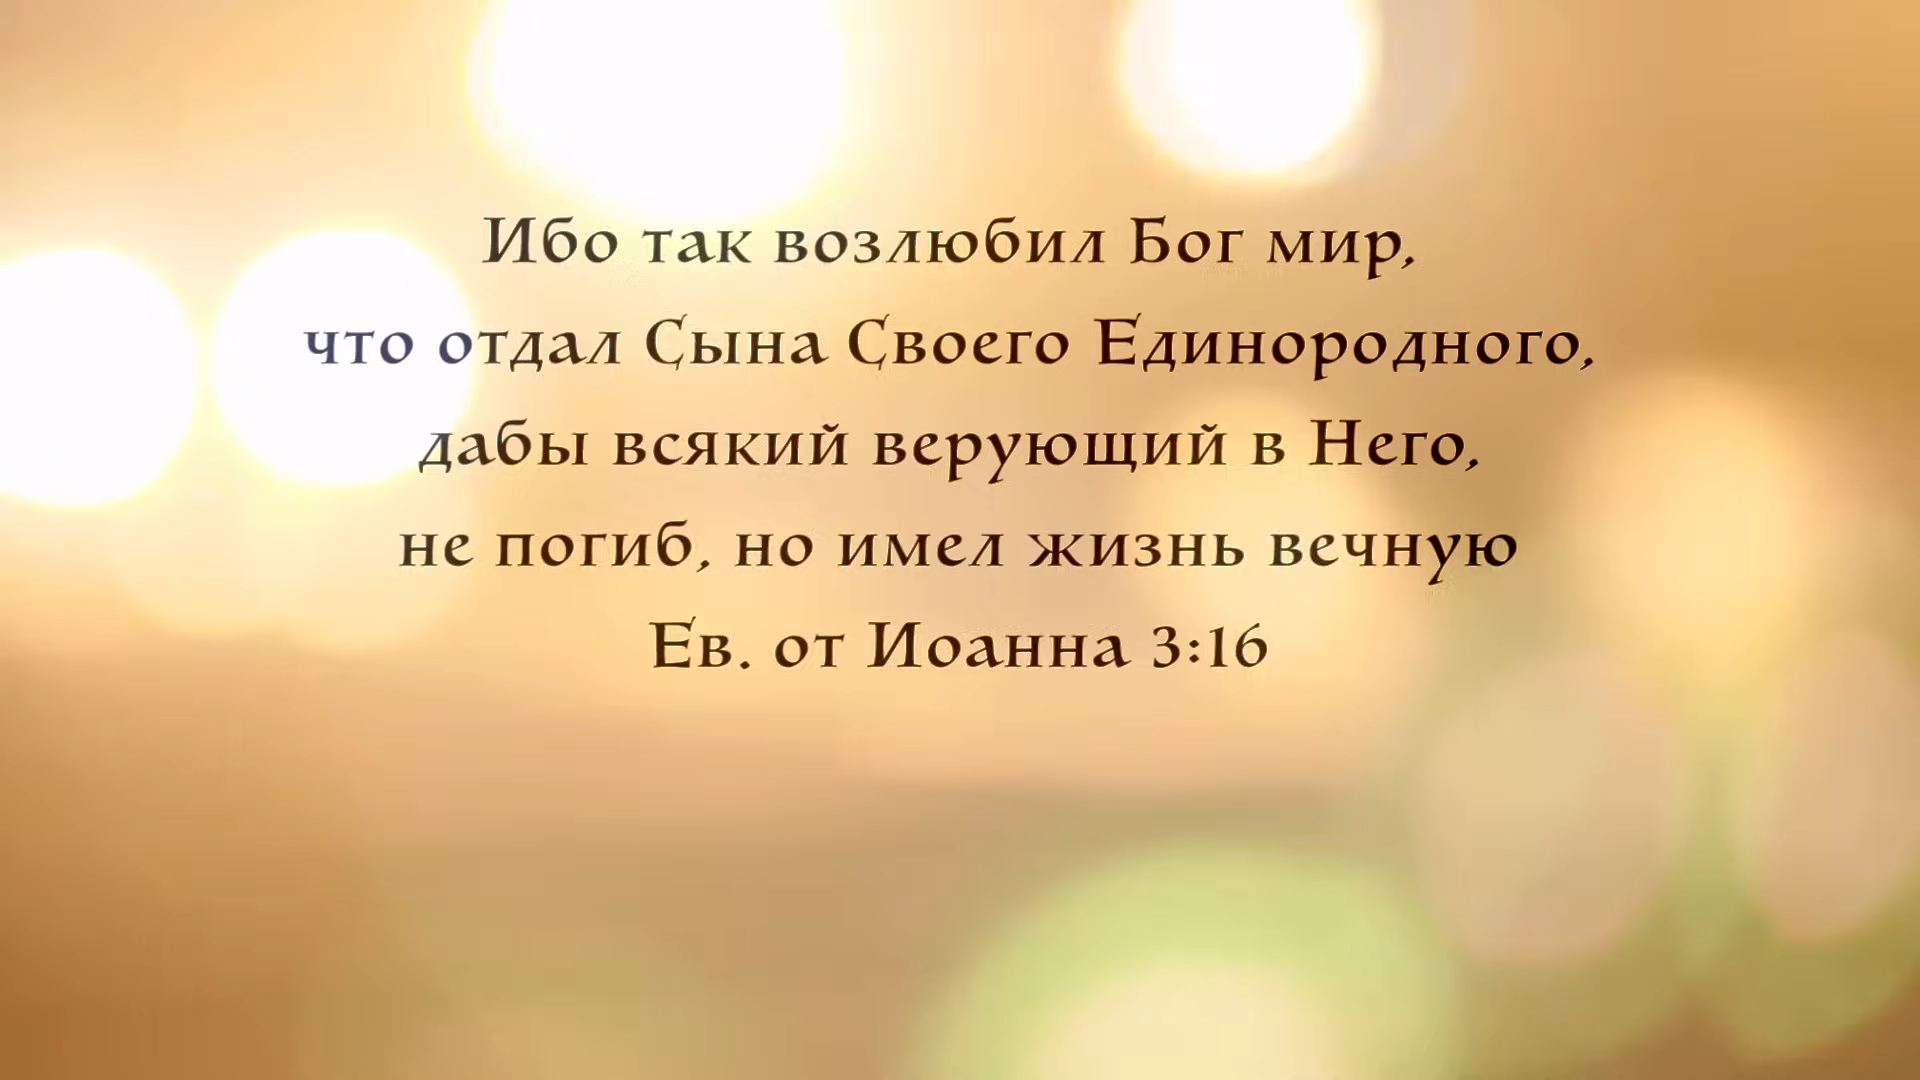 Ибо так возлюбил Бог мир,
что отдал Сына Своего Единородного,
дабы всякий верующий в Него,
не погиб, но имел жизнь вечную
Ев. от Иоанна 3:16